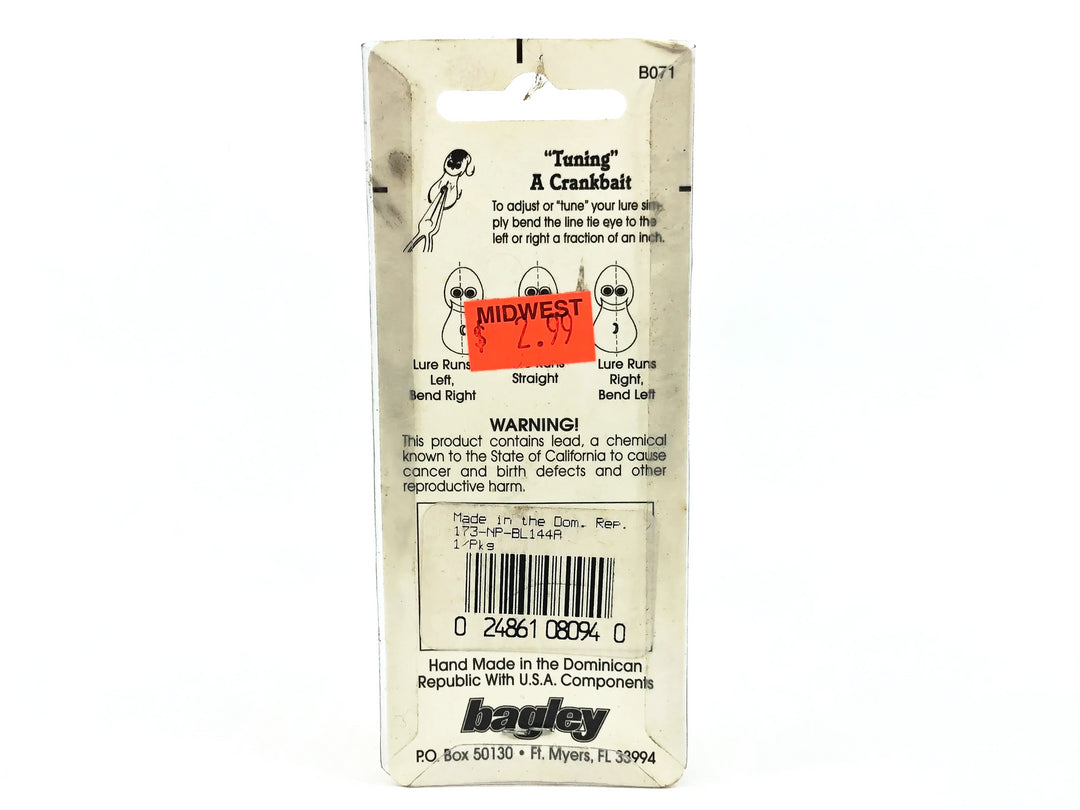 B071
"Tuning"
A Crankbait
To adjust or "tune" your lure sim-
ply bend the line tie eye to the
left or right a fraction of an inch.
MIDWEST
$ 2.99
Lure Runs
Left,
Bend Right
Runs
Straight
Lure Runs
Right,
Bend Left
WARNING!
This product contains lead, a chemical
known to the State of California to cause
cancer and birth defects and other
reproductive harm.
Made in the Dom. Rep.
173-NP-BL144A
1/Pkg
0 24861 08094 0
Hand Made in the Dominican
Republic With U.S.A. Components
bagley
P.O. Box 50130 • Ft. Myers, FL 33994